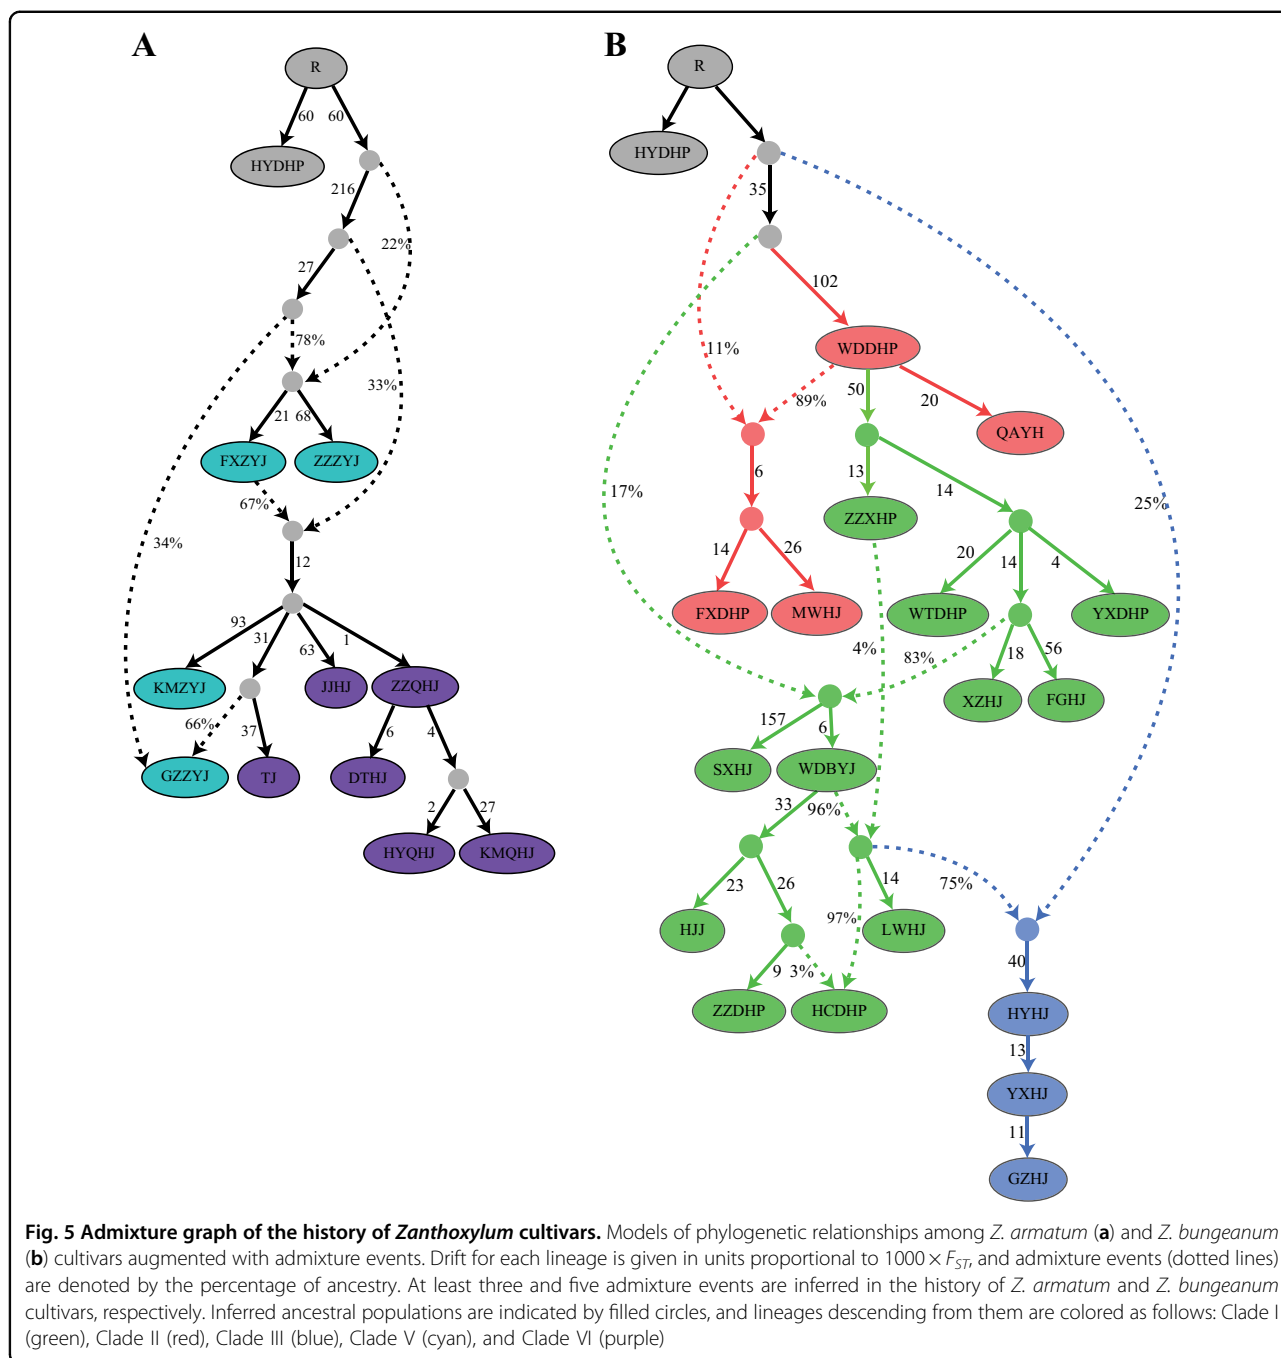 A
R
60
60
HYDHP
216
22%
27
78%
33%
21
68
FXZYJ
ZZZYJ
67%
34%
12
93
31
63
1
KMZYJ
JJHJ
ZZQHJ
66%
37
6
4
GZZYJ
TJ
DTHJ
2
27
HYQHJ
KMQHJ
B
R
HYDHP
35
102
WDDHP
11%
89%
50
20
QAYH
6
13
14
17%
25%
ZZXHP
14
26
20
14
4
FXDHP
MWHJ
WTDHP
YXDHP
4%
83%
18
56
XZHJ
FGHJ
157
6
SXHJ
WDBYJ
33
96%
23
26
14
75%
97%
HJJ
LWHJ
9
3%
40
ZZDHP
HCDHP
HYHJ
13
YXHJ
11
GZHJ
Fig. 5 Admixture graph of the history of Zanthoxylum cultivars. Models of phylogenetic relationships among Z. armatum (a) and Z. bungeanum
(b) cultivars augmented with admixture events. Drift for each lineage is given in units proportional to 1000 × FST, and admixture events (dotted lines)
are denoted by the percentage of ancestry. At least three and five admixture events are inferred in the history of Z. armatum and Z. bungeanum
cultivars, respectively. Inferred ancestral populations are indicated by filled circles, and lineages descending from them are colored as follows: Clade I
(green), Clade II (red), Clade III (blue), Clade V (cyan), and Clade VI (purple)